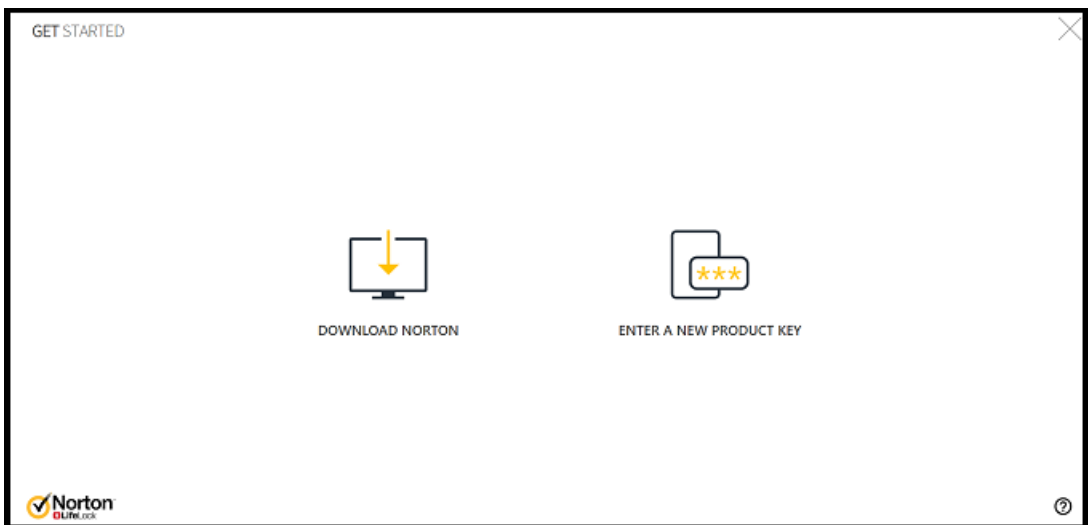 GET STARTED
***
DOWNLOAD NORTON
ENTER A NEW PRODUCT KEY
Norton
LifeLock
?